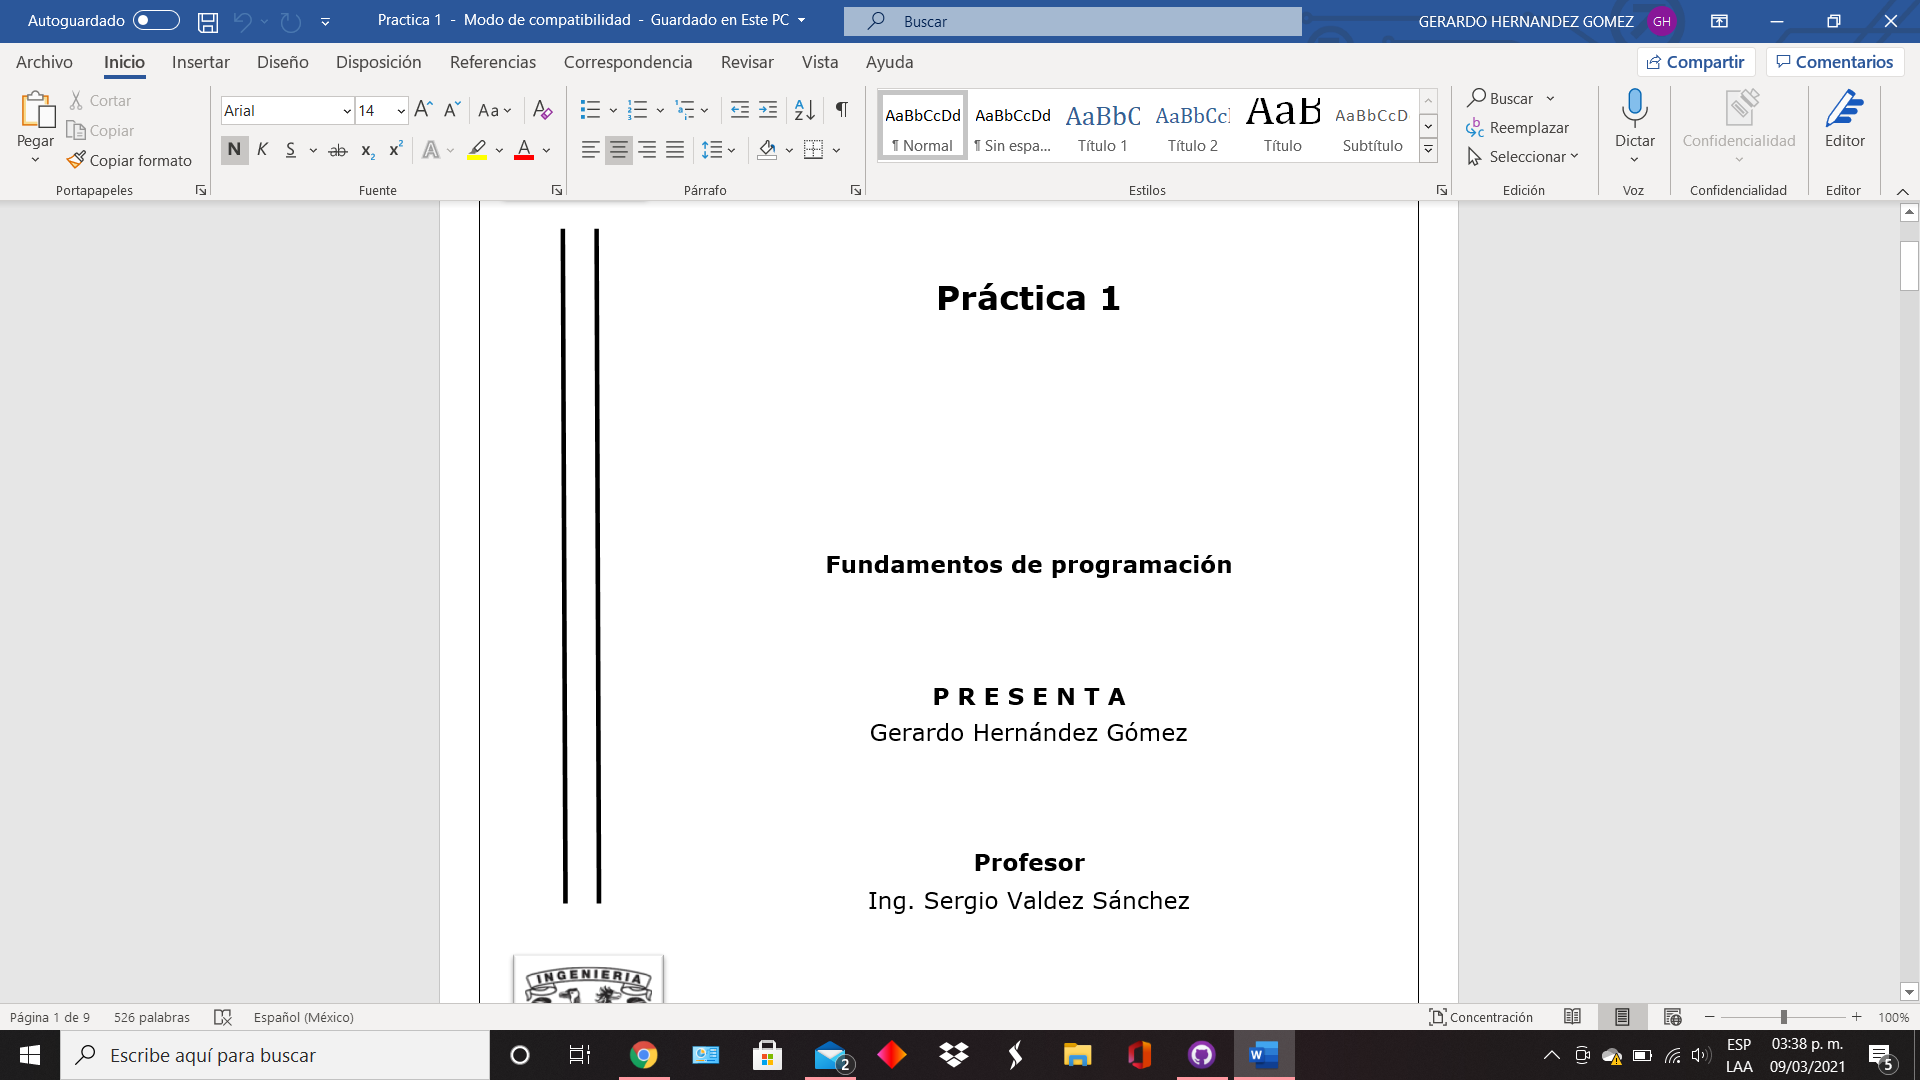 Autoguardado Practica 1 - Modo de compatibilidad - Guardado en Este PC Buscar GERARDO HERNANDEZ GOMEZ GH
Archivo Inicio Insertar Diseño Disposición Referencias Correspondencia Revisar Vista Ayuda Compartir Comentarios
Pegar
Cortar
Copiar
Copiar formato
Portapapeles
Arial 14
N K S ab x₂ x² A A
Fuente
Párrafo
AaBbCcDd AaBbCcDd AaBbC AaBbCc AaB AaBbCcD
¶ Normal ¶ Sin espa... Título 1 Título 2 Título Subtítulo
Estilos
Buscar
Reemplazar
Seleccionar
Edición
Dictar
Voz
Confidencialidad
Confidencialidad
Editor
Editor
Práctica 1
Fundamentos de programación
P R E S E N T A
Gerardo Hernández Gómez
Profesor
Ing. Sergio Valdez Sánchez
INGENIERIA
Página 1 de 9 526 palabras Español (México) Concentración 100%
Escribe aquí para buscar 2 ESP 03:38 p. m.
LAA 09/03/2021 5